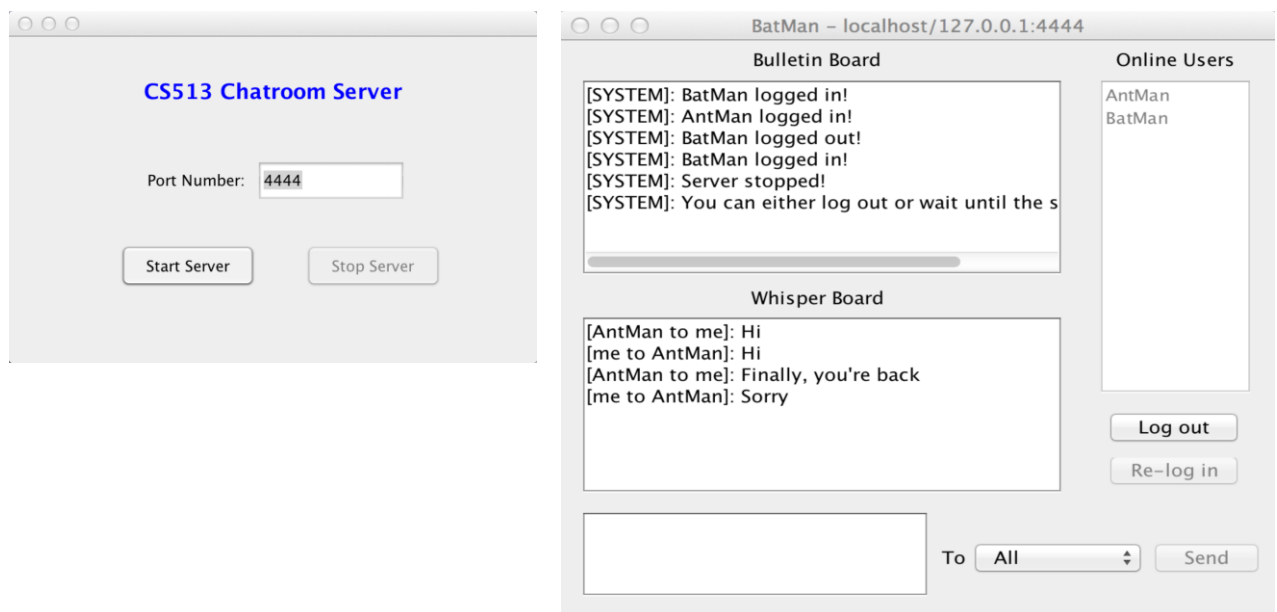 CS513 Chatroom Server
Port Number: 4444
Start Server
Stop Server
BatMan – localhost/127.0.0.1:4444
Bulletin Board
[SYSTEM]: BatMan logged in!
[SYSTEM]: AntMan logged in!
[SYSTEM]: BatMan logged out!
[SYSTEM]: BatMan logged in!
[SYSTEM]: Server stopped!
[SYSTEM]: You can either log out or wait until the s
Online Users
AntMan
BatMan
Whisper Board
[AntMan to me]: Hi
[me to AntMan]: Hi
[AntMan to me]: Finally, you're back
[me to AntMan]: Sorry
Log out
Re-log in
To All
Send